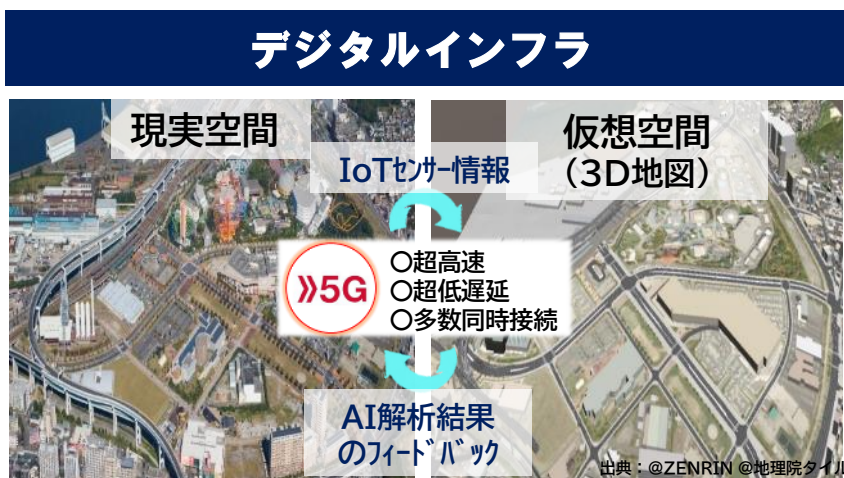 デジタルインフラ
現実空間
仮想空間
（3D地図）
IoTｾﾝｻｰ情報
》5G
〇超高速
〇超低遅延
〇多数同時接続
AI解析結果
のﾌｨｰﾄﾞﾊﾞｯｸ
出典：@ZENRIN @地理院タイル